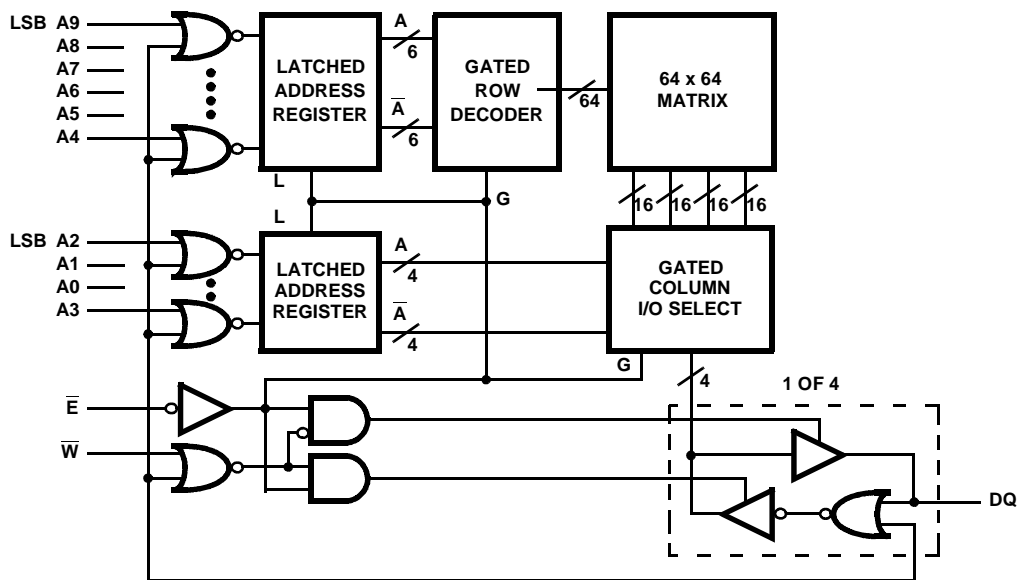 LSB A9
A8
A7
A6
A5
A4
LATCHED
ADDRESS
REGISTER
A
6
A̅
6
GATED
ROW
DECODER
64
64 x 64
MATRIX
L
G
16 16 16 16
L
LSB A2
A1
A0
A3
LATCHED
ADDRESS
REGISTER
A
4
A̅
4
GATED
COLUMN
I/O SELECT
G
4
1 OF 4
E̅
W̅
DQ